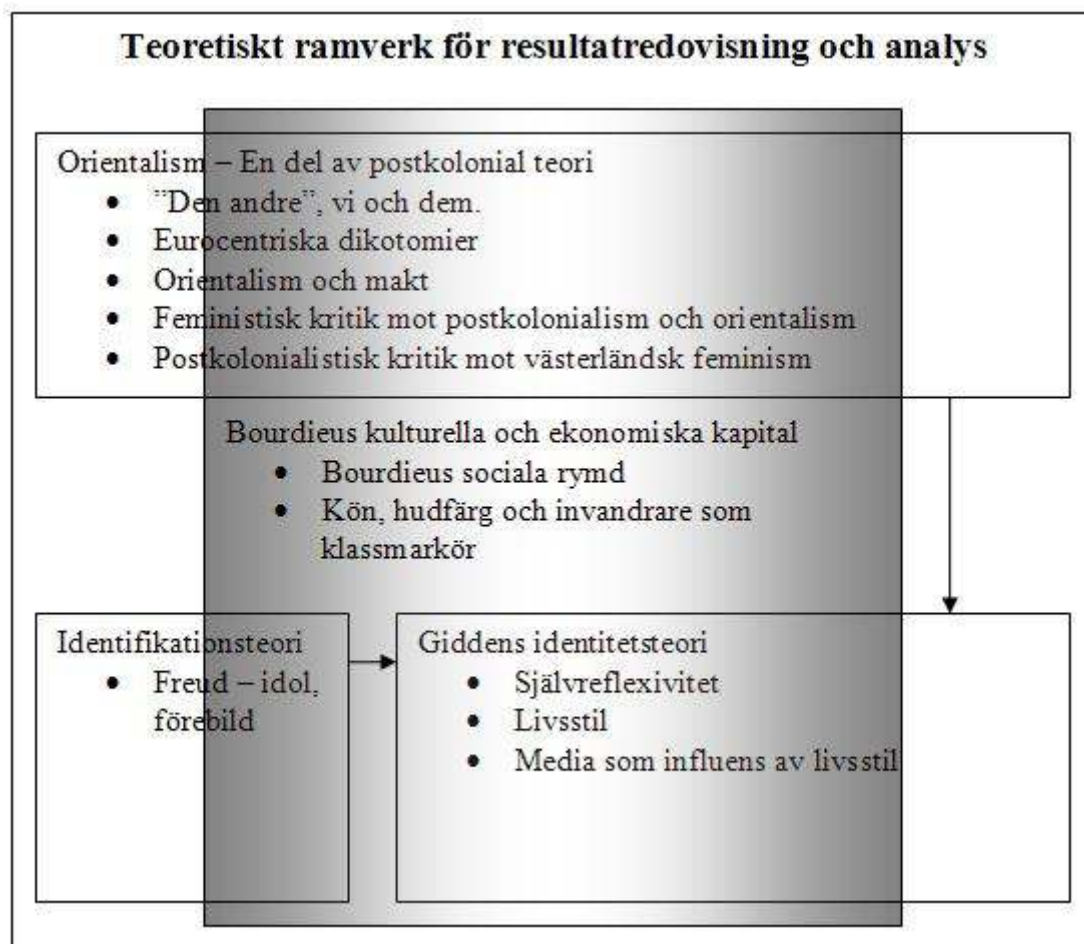 Teoretiskt ramverk för resultatredovisning och analys
Orientalism – En del av postkolonial teori
• ”Den andre”, vi och dem.
• Eurocentriska dikotomier
• Orientalism och makt
• Feministisk kritik mot postkolonialism och orientalism
• Postkolonialistisk kritik mot västerländsk feminism
Bourdieus kulturella och ekonomiska kapital
• Bourdieus sociala rymd
• Kön, hudfärg och invandrare som
klassmarkör
Identifikationsteori
• Freud – idol,
förebild
Giddens identitetsteori
• Självreflexivitet
• Livsstil
• Media som influens av livsstil